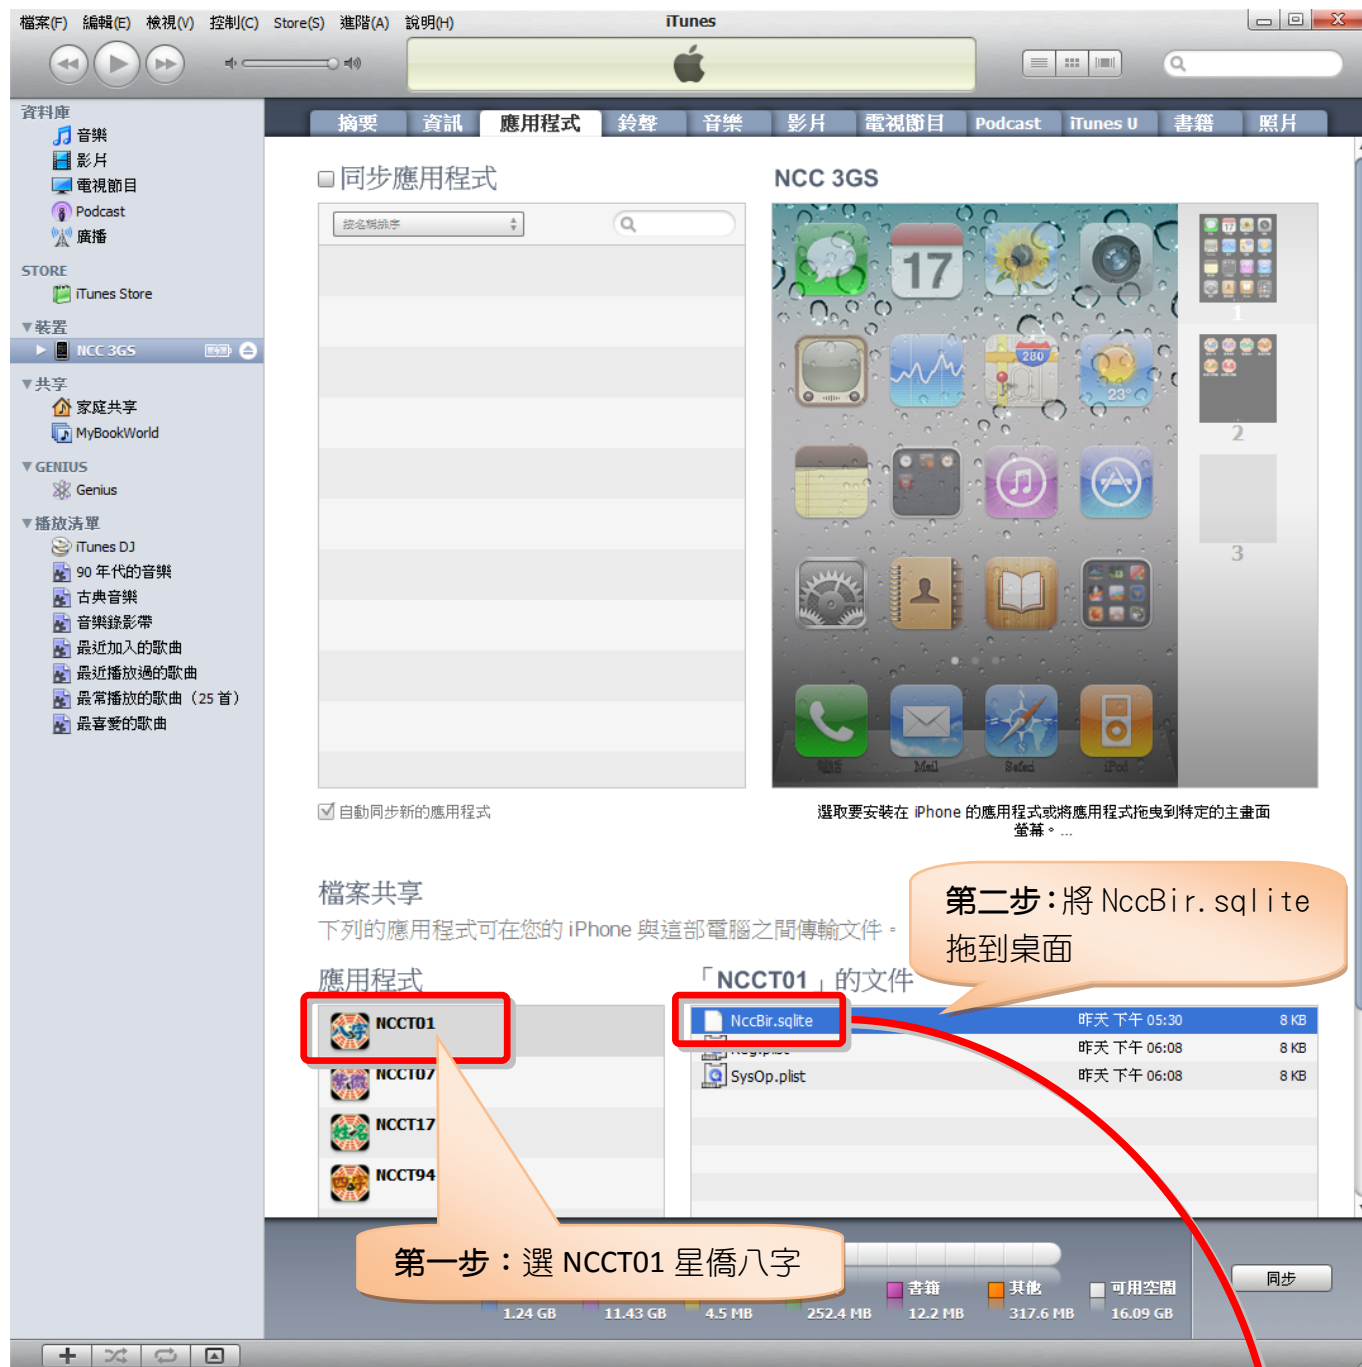 檔案(F) 編輯(E) 檢視(V) 控制(C) Store(S) 進階(A) 說明(H)
iTunes
資料庫
音樂
影片
電視節目
Podcast
廣播
STORE
iTunes Store
裝置
NCC 3GS
共享
家庭共享
MyBookWorld
GENIUS
Genius
播放清單
iTunes DJ
90 年代的音樂
古典音樂
音樂錄影帶
最近加入的歌曲
最近播放過的歌曲
最常播放的歌曲（25 首）
最喜愛的歌曲
摘要 資訊 應用程式 鈴聲 音樂 影片 電視節目 Podcast iTunes U 書籍 照片
同步應用程式
按名稱排序
NCC 3GS
17
280
23°
電話 Mail Safari iPod
1
2
3
自動同步新的應用程式
選取要安裝在 iPhone 的應用程式或將應用程式拖曳到特定的主畫面
螢幕。...
檔案共享
下列的應用程式可在您的 iPhone 與這部電腦之間傳輸文件。
第二步：將 NccBir.sqlite
拖到桌面
應用程式
NCCT01
NCCT07
NCCT17
NCCT94
「NCCT01」的文件
NccBir.sqlite 昨天 下午 05:30 8 KB
昨天 下午 06:08 8 KB
SysOp.plist 昨天 下午 06:08 8 KB
第一步：選 NCCT01 星僑八字
書籍 其他 可用空間
1.24 GB 11.43 GB 4.5 MB 252.4 MB 12.2 MB 317.6 MB 16.09 GB
同步